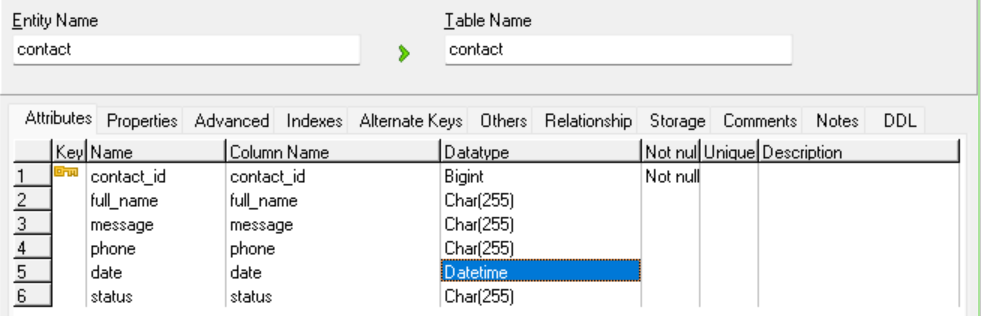 Entity Name Table Name
contact contact
Attributes Properties Advanced Indexes Alternate Keys Others Relationship Storage Comments Notes DDL
Key Name Column Name Datatype Not nul Unique Description
1 contact_id contact_id Bigint Not null
2 full_name full_name Char(255)
3 message message Char(255)
4 phone phone Char(255)
5 date date Datetime
6 status status Char(255)